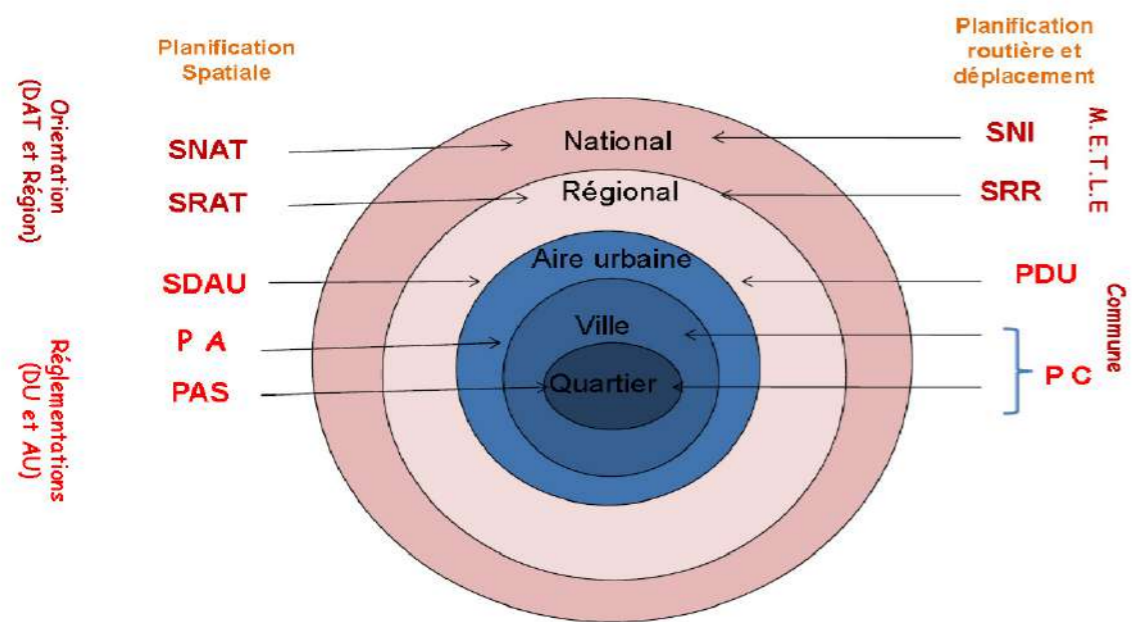 Planification
Spatiale
Planification
routière et
déplacement
Orientation
(DAT et Région)
M.E.T.L.E
SNAT
National
SNI
SRAT
Régional
SRR
SDAU
Aire urbaine
PDU
Commune
P A
Ville
PAS
Quartier
P C
Réglementations
(DU et AU)